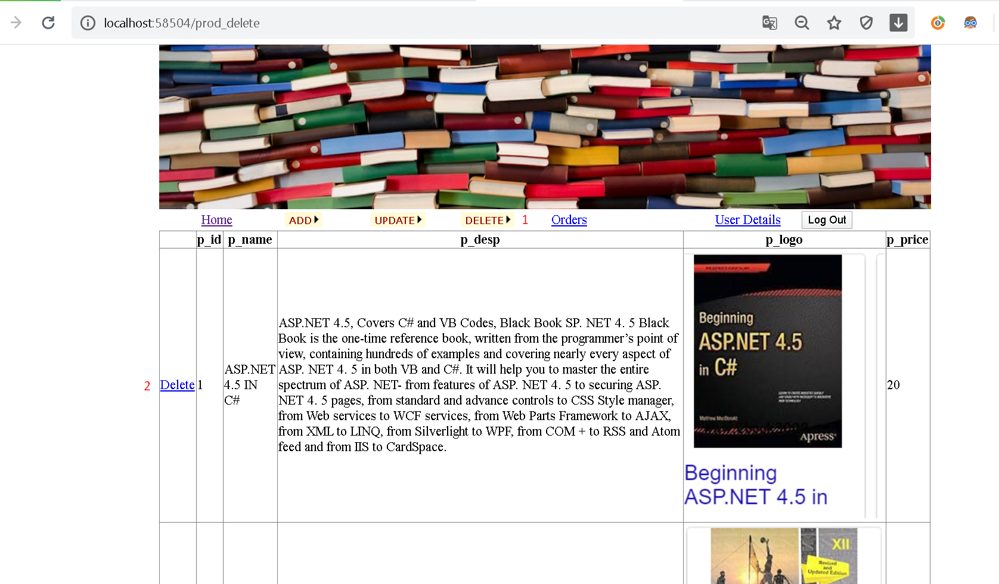 localhost:58504/prod_delete
Home ADD UPDATE DELETE 1 Orders User Details Log Out
p_id p_name p_desp p_logo p_price
2 Delete 1
ASP.NET
4.5 IN
C#
ASP.NET 4.5, Covers C# and VB Codes, Black Book SP. NET 4. 5 Black
Book is the one-time reference book, written from the programmer’s point of
view, containing hundreds of examples and covering nearly every aspect of
ASP. NET 4. 5 in both VB and C#. It will help you to master the entire
spectrum of ASP. NET- from features of ASP. NET 4. 5 to securing ASP.
NET 4. 5 pages, from standard and advance controls to CSS Style manager,
from Web services to WCF services, from Web Parts Framework to AJAX,
from XML to LINQ, from Silverlight to WPF, from COM + to RSS and Atom
feed and from IIS to CardSpace.
Beginning
ASP.NET 4.5
in C#
Matthew MacDonald
Apress®
Beginning
ASP.NET 4.5 in
20
XII
Revised
and
Updated Edition